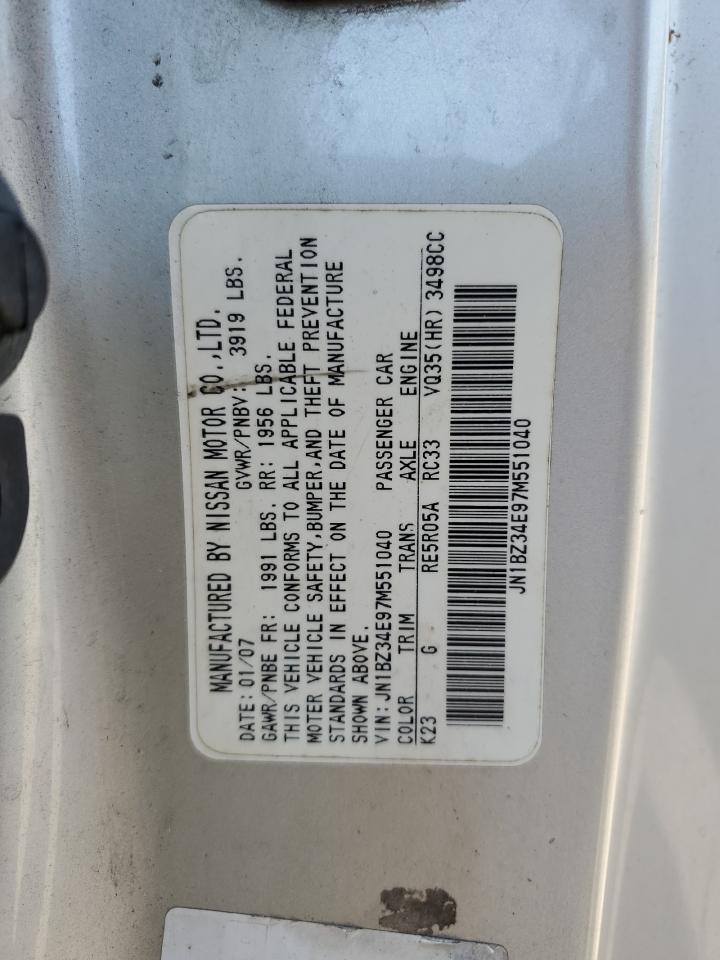 MANUFACTURED BY NISSAN MOTOR CO.,LTD.
DATE: 01/07 GVWR/PNBV: 3919 LBS.
GAWR/PNBE FR: 1991 LBS. RR: 1956 LBS.
THIS VEHICLE CONFORMS TO ALL APPLICABLE FEDERAL
MOTER VEHICLE SAFETY,BUMPER,AND THEFT PREVENTION
STANDARDS IN EFFECT ON THE DATE OF MANUFACTURE
SHOWN ABOVE.
VIN:JN1BZ34E97M551040 PASSENGER CAR
COLOR TRIM TRANS AXLE ENGINE
K23 G RE5R05A RC33 VQ35(HR) 3498CC
JN1BZ34E97M551040